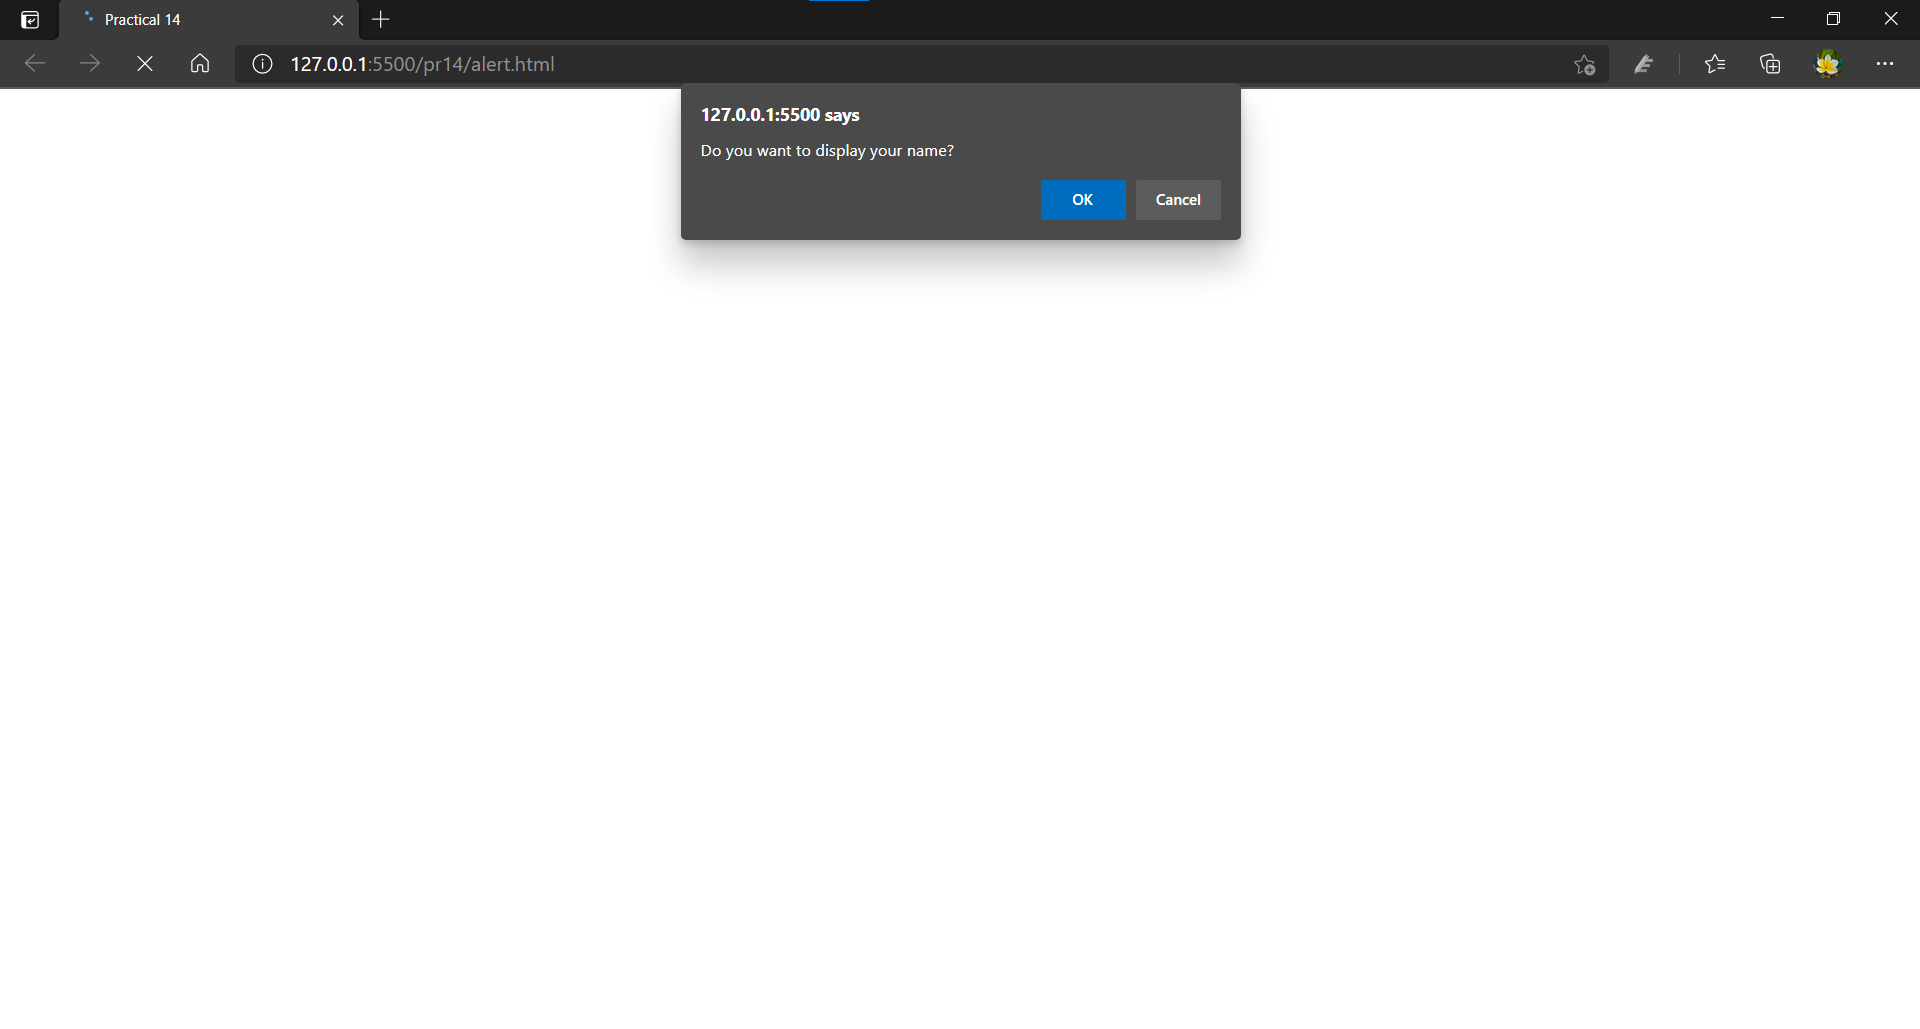 Practical 14
127.0.0.1:5500/pr14/alert.html
127.0.0.1:5500 says
Do you want to display your name?
OK Cancel